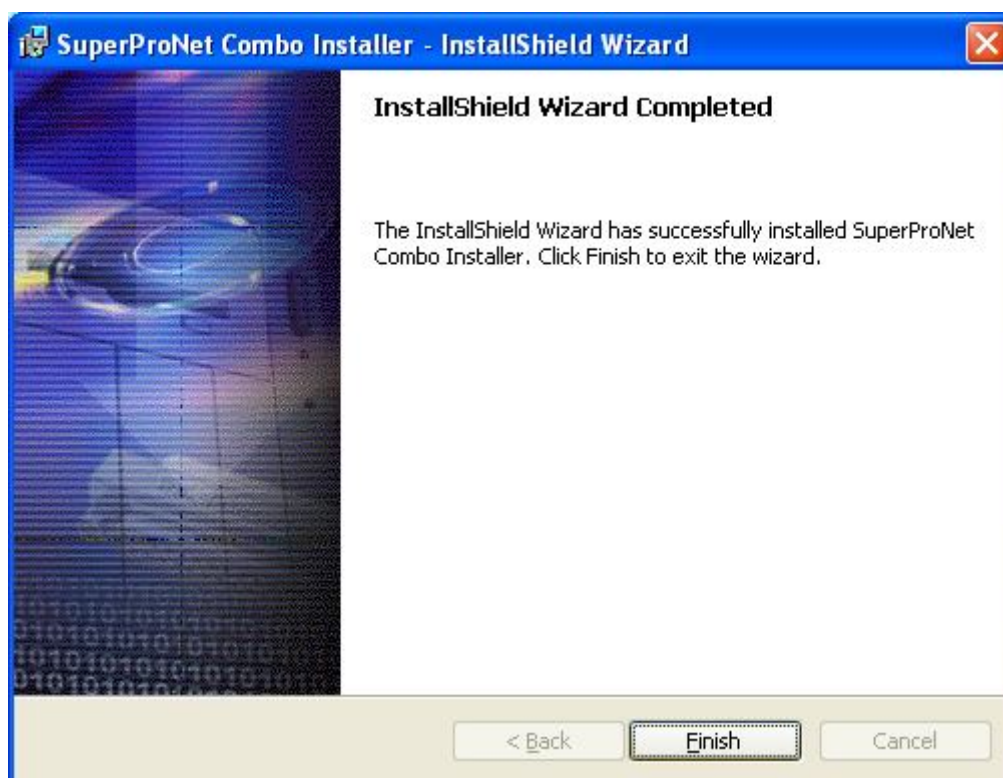 SuperProNet Combo Installer - InstallShield Wizard
InstallShield Wizard Completed
The InstallShield Wizard has successfully installed SuperProNet
Combo Installer. Click Finish to exit the wizard.
< Back
Finish
Cancel